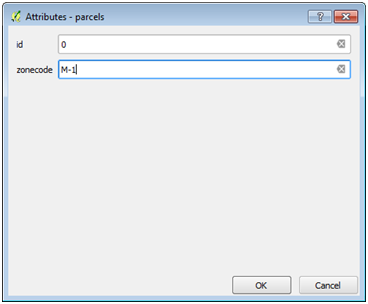 Attributes - parcels
id 0
zonecode M-1
OK Cancel